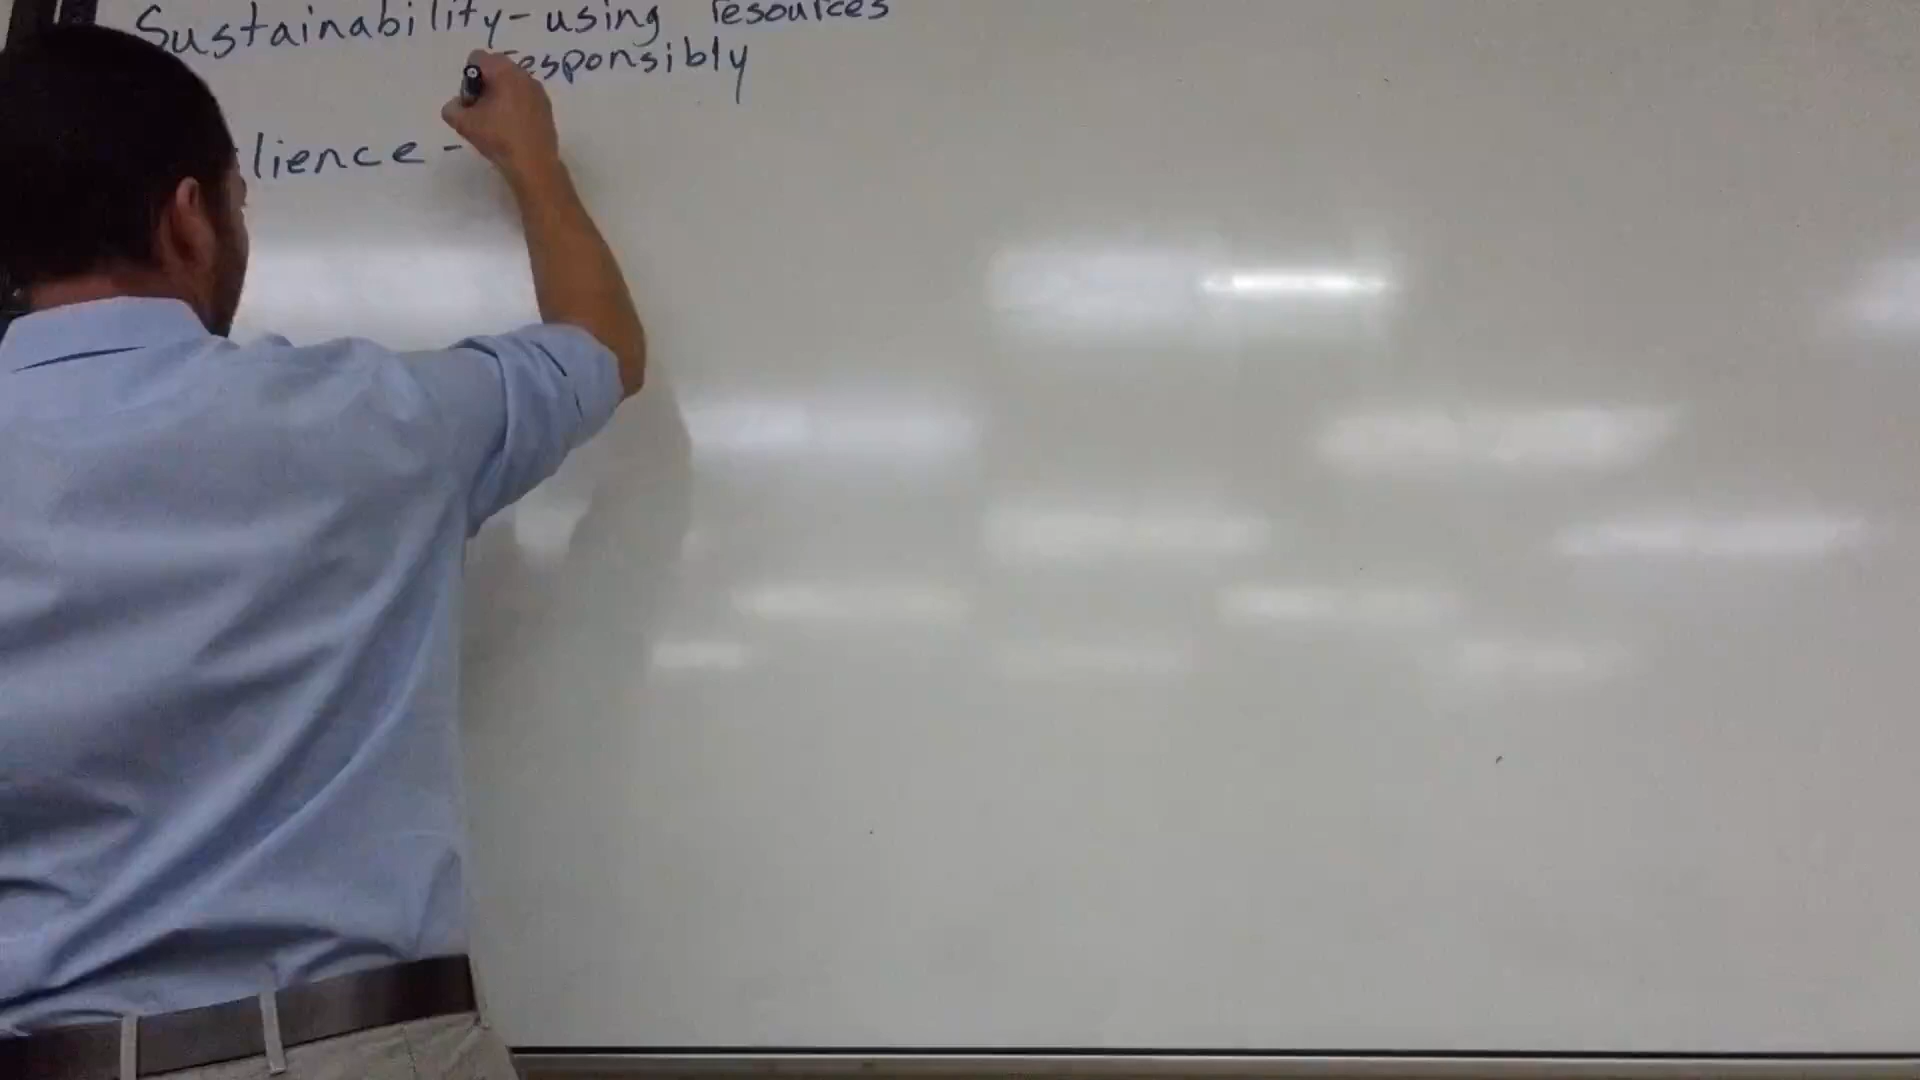 Sustainability - using resources
responsibly
lience -